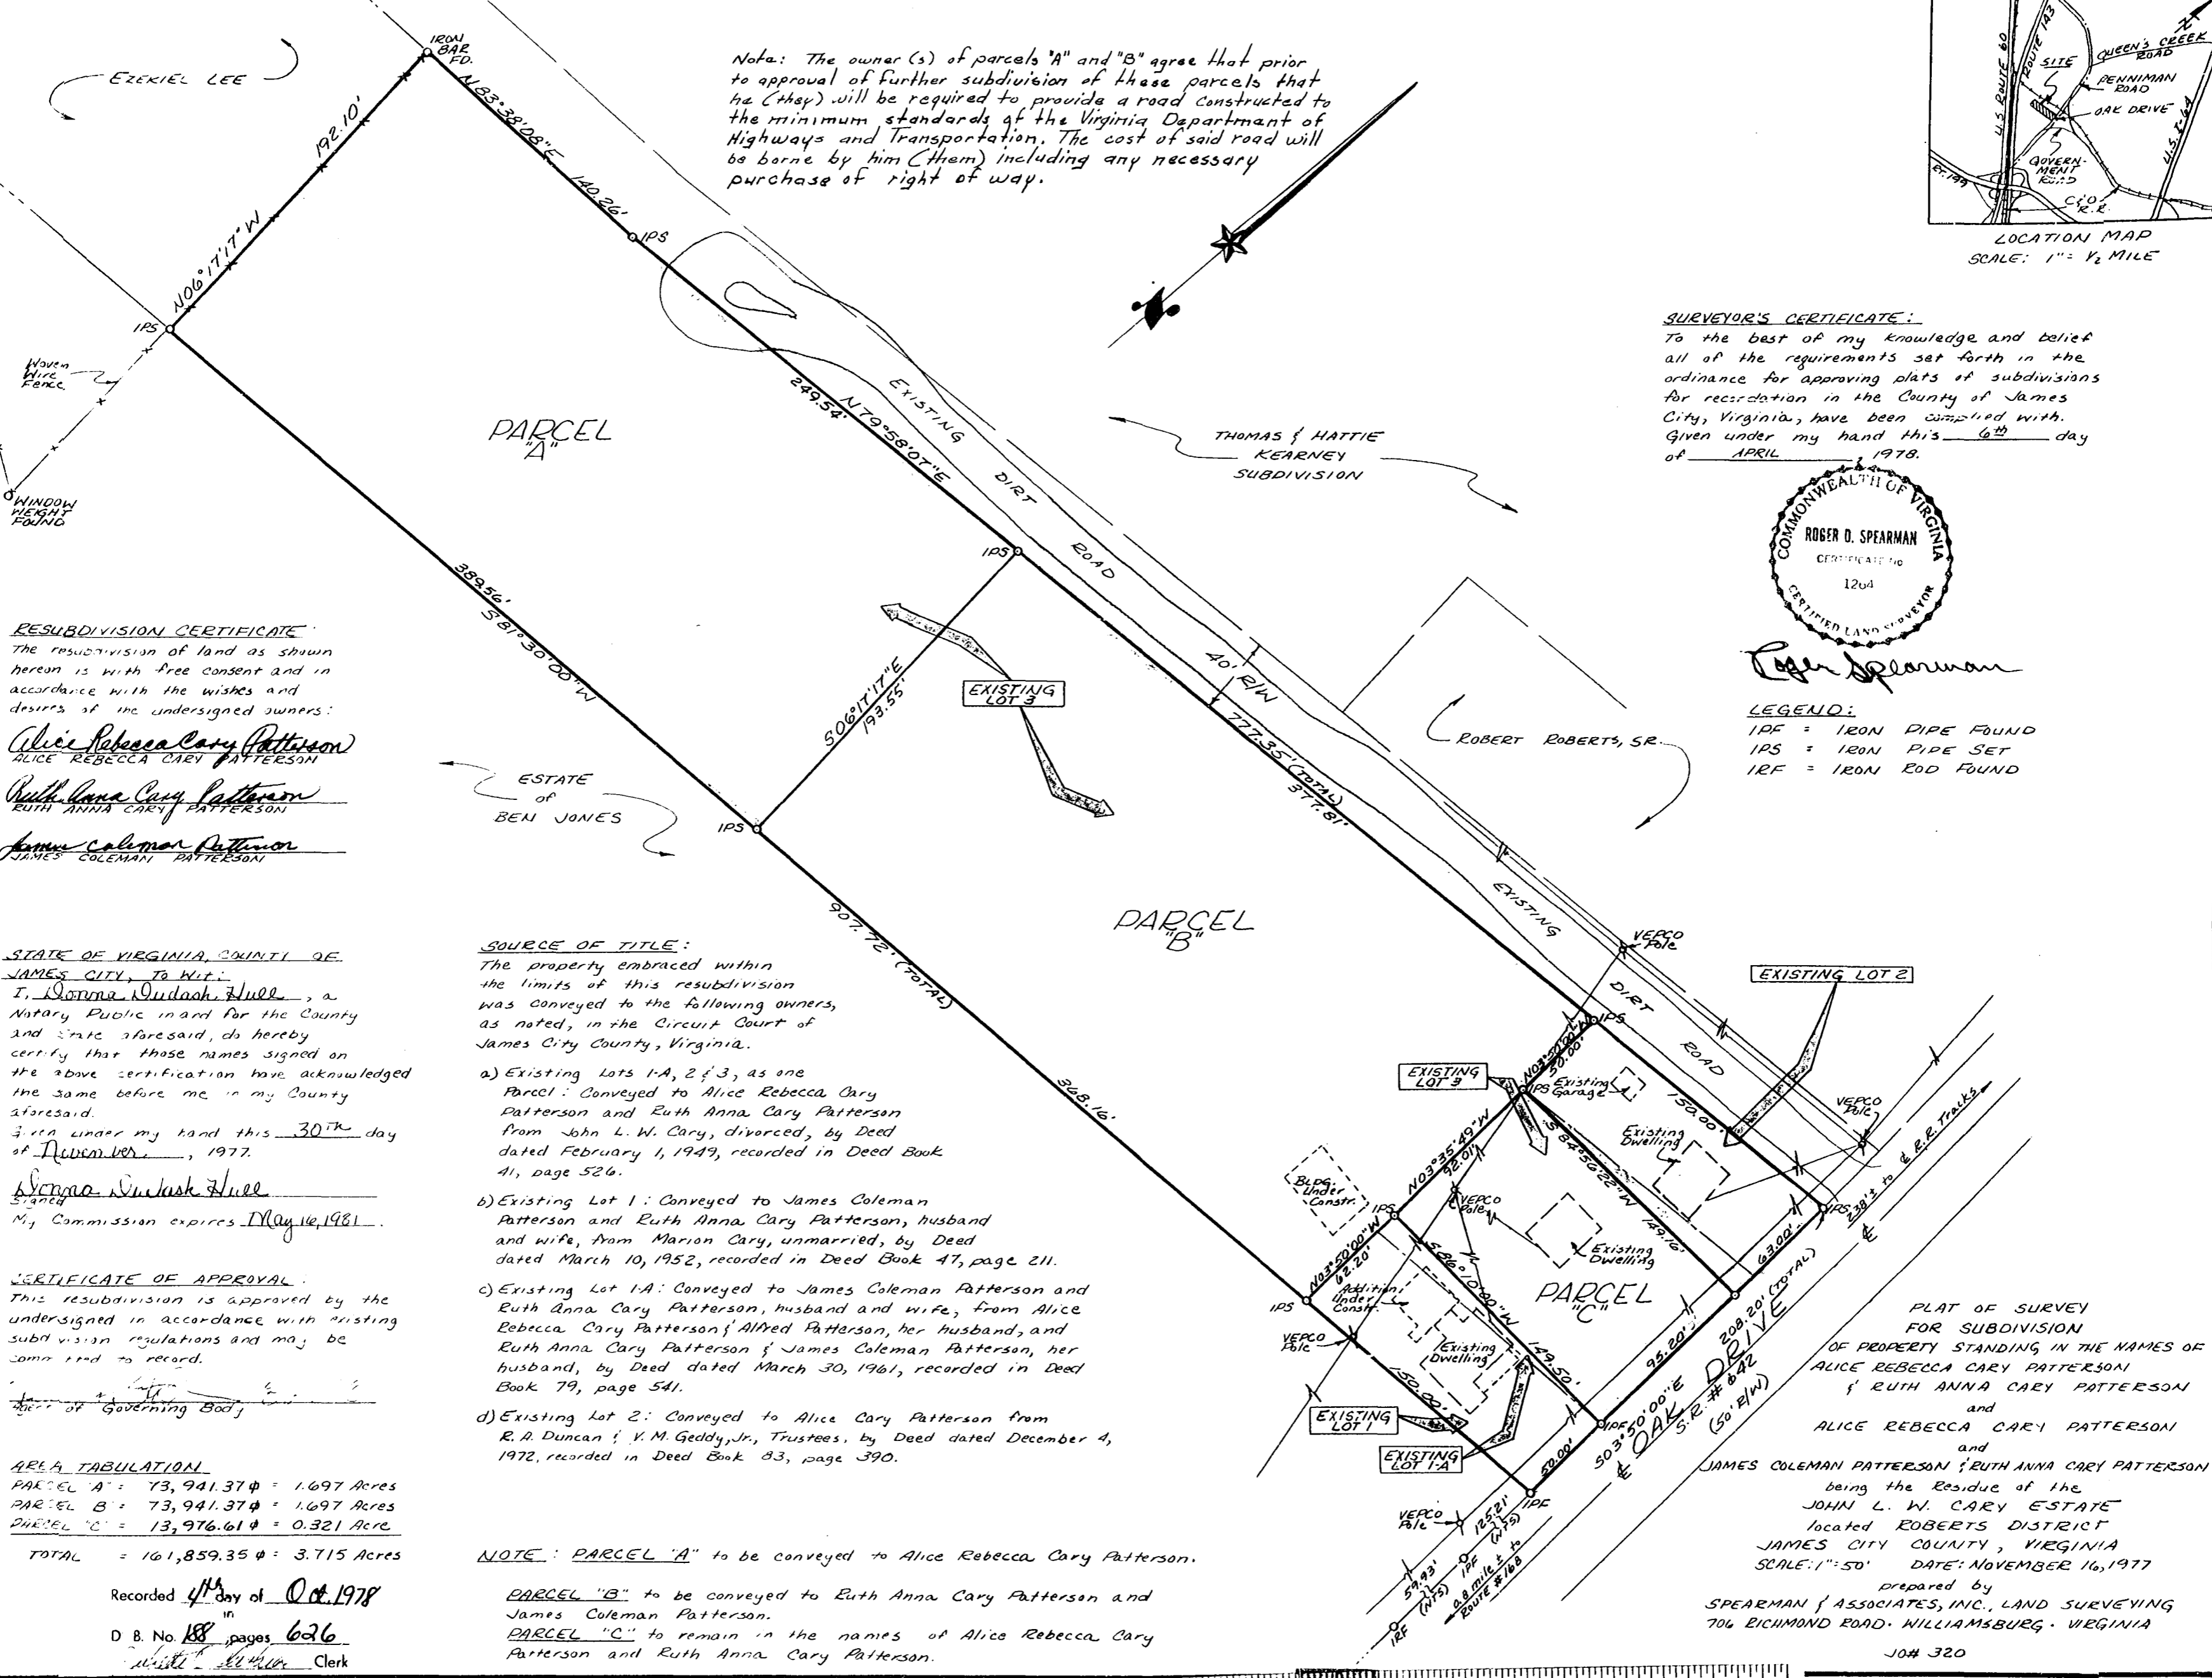 EZEKIEL LEE
IRON
BAR
FD.
192.10'
N06°17'17"W
N83°38'08"E
140.26'
IPS
IPS
Woven
Wire
Fence
WINDOW
WEIGHT
FOUND
Note: The owner(s) of parcels "A" and "B" agree that prior
to approval of further subdivision of these parcels that
he (they) will be required to provide a road constructed to
the minimum standards of the Virginia Department of
Highways and Transportation. The cost of said road will
be borne by him (them) including any necessary
purchase of right of way.
U.S. ROUTE 60
ROUTE 143
QUEEN'S CREEK
ROAD
SITE
PENNIMAN
ROAD
OAK DRIVE
GOVERN-
MENT
ROAD
U.S. I-64
RT. 199
C&O
R.R.
LOCATION MAP
SCALE: 1" = ½ MILE
SURVEYOR'S CERTIFICATE:
To the best of my knowledge and belief
all of the requirements set forth in the
ordinance for approving plats of subdivisions
for recordation in the County of James
City, Virginia, have been complied with.
Given under my hand this 6th day
of APRIL, 1978.
COMMONWEALTH OF VIRGINIA
ROGER D. SPEARMAN
CERTIFICATE NO
1264
CERTIFIED LAND SURVEYOR
Roger Spearman
LEGEND:
IPF = IRON PIPE FOUND
IPS = IRON PIPE SET
IRF = IRON ROD FOUND
PARCEL
"A"
249.54'
N79°58'07"E
EXISTING
DIRT
ROAD
THOMAS & HATTIE
KEARNEY
SUBDIVISION
IPS
389.56'
S81°30'00"W
S06°17'17"E
193.55'
EXISTING
LOT 3
40' R/W
777.35' (TOTAL)
377.81'
ROBERT ROBERTS, SR.
ESTATE
of
BEN JONES
IPS
RESUBDIVISION CERTIFICATE
The resubdivision of land as shown
hereon is with free consent and in
accordance with the wishes and
desires of the undersigned owners:
Alice Rebecca Cary Patterson
ALICE REBECCA CARY PATTERSON
Ruth Anna Cary Patterson
RUTH ANNA CARY PATTERSON
James Coleman Patterson
JAMES COLEMAN PATTERSON
STATE OF VIRGINIA, COUNTY OF
JAMES CITY, TO WIT:
I, Donna Dudash Hull, a
Notary Public in and for the County
and State aforesaid, do hereby
certify that those names signed on
the above certification have acknowledged
the same before me in my County
aforesaid.
Given under my hand this 30th day
of November, 1977.
Donna Dudash Hull
Signed
My Commission expires May 16, 1981.
CERTIFICATE OF APPROVAL
This resubdivision is approved by the
undersigned in accordance with existing
subdivision regulations and may be
committed to record.
of Governing Body
AREA TABULATION
PARCEL "A" = 73,941.37 ⌽ = 1.697 Acres
PARCEL B = 73,941.37 ⌽ = 1.697 Acres
PARCEL "C" = 13,976.61 ⌽ = 0.321 Acre
TOTAL = 161,859.35 ⌽ = 3.715 Acres
Recorded 4th day of Oct. 1978
in
D B. No. 188 pages 626
Clerk
907.72' (TOTAL)
368.16'
SOURCE OF TITLE:
The property embraced within
the limits of this resubdivision
was conveyed to the following owners,
as noted, in the Circuit Court of
James City County, Virginia.
a) Existing Lots 1-A, 2 & 3, as one
Parcel: Conveyed to Alice Rebecca Cary
Patterson and Ruth Anna Cary Patterson
from John L. W. Cary, divorced, by Deed
dated February 1, 1949, recorded in Deed Book
41, page 526.
b) Existing Lot 1: Conveyed to James Coleman
Patterson and Ruth Anna Cary Patterson, husband
and wife, from Marion Cary, unmarried, by Deed
dated March 10, 1952, recorded in Deed Book 47, page 211.
c) Existing Lot 1-A: Conveyed to James Coleman Patterson and
Ruth Anna Cary Patterson, husband and wife, from Alice
Rebecca Cary Patterson & Alfred Patterson, her husband, and
Ruth Anna Cary Patterson & James Coleman Patterson, her
husband, by Deed dated March 30, 1961, recorded in Deed
Book 79, page 541.
d) Existing Lot 2: Conveyed to Alice Cary Patterson from
R. A. Duncan & V. M. Geddy, Jr., Trustees, by Deed dated December 4,
1972, recorded in Deed Book 83, page 390.
NOTE: PARCEL "A" to be conveyed to Alice Rebecca Cary Patterson.
PARCEL "B" to be conveyed to Ruth Anna Cary Patterson and
James Coleman Patterson.
PARCEL "C" to remain in the names of Alice Rebecca Cary
Patterson and Ruth Anna Cary Patterson.
PARCEL
"B"
EXISTING
DIRT
ROAD
VEPCO
Pole
EXISTING LOT 2
IPS
N03°50'00"W
50.00'
EXISTING
LOT 3
IPS
Existing
Garage
150.00'
VEPCO
Pole
Existing
Dwelling
S84°56'22"W
149.16'
N03°35'49"W
92.01'
Bldg.
Under
Constr.
VEPCO
Pole
Existing
Dwelling
IPS
IPS
238'± to ℄ R.R. Tracks
℄
63.00'
N03°50'00"W
62.20'
S86°10'00"W
149.50'
Addition
Under
Constr.
PARCEL
"C"
IPS
VEPCO
Pole
Existing
Dwelling
150.00'
95.20'
208.20' (TOTAL)
S03°50'00"E
℄ OAK DRIVE
S.R. # 642
(50' R/W)
EXISTING
LOT 1
EXISTING
LOT 1-A
IPF
50.00'
IPF
VEPCO
Pole
125.21'
(NTS)
IPF
59.93'
(NTS)
IRF
0.8 mile ± to
ROUTE #168
PLAT OF SURVEY
FOR SUBDIVISION
OF PROPERTY STANDING IN THE NAMES OF
ALICE REBECCA CARY PATTERSON
& RUTH ANNA CARY PATTERSON
and
ALICE REBECCA CARY PATTERSON
and
JAMES COLEMAN PATTERSON & RUTH ANNA CARY PATTERSON
being the Residue of the
JOHN L. W. CARY ESTATE
located ROBERTS DISTRICT
JAMES CITY COUNTY, VIRGINIA
SCALE: 1"=50' DATE: NOVEMBER 16, 1977
prepared by
SPEARMAN & ASSOCIATES, INC., LAND SURVEYING
706 RICHMOND ROAD · WILLIAMSBURG · VIRGINIA
JO# 320